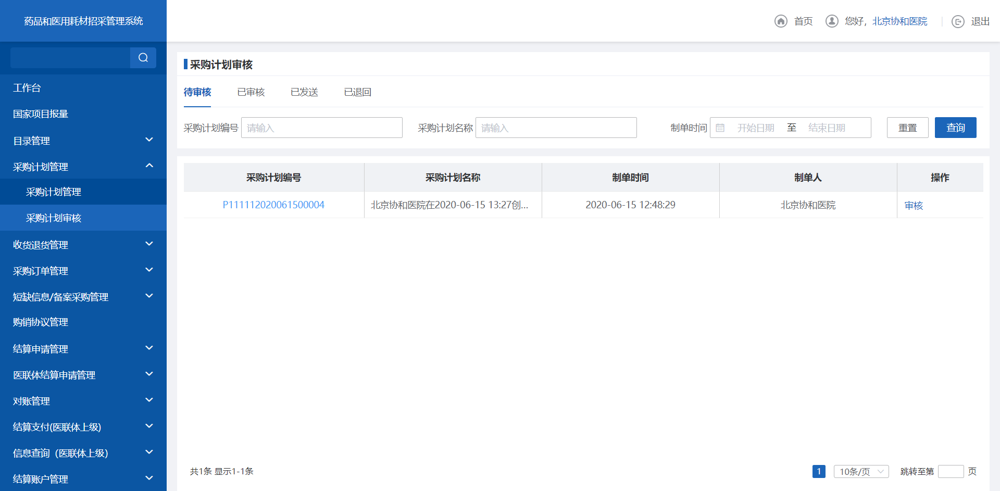 药品和医用耗材招采管理系统
首页
您好，北京协和医院
退出
工作台
国家项目报量
目录管理
采购计划管理
采购计划管理
采购计划审核
收货退货管理
采购订单管理
短缺信息/备案采购管理
购销协议管理
结算申请管理
医联体结算申请管理
对账管理
结算支付(医联体上级)
信息查询（医联体上级）
结算账户管理
采购计划审核
待审核 已审核 已发送 已退回
采购计划编号 请输入 采购计划名称 请输入 制单时间 开始日期 至 结束日期 重置 查询
采购计划编号 采购计划名称 制单时间 制单人 操作
P111112020061500004 北京协和医院在2020-06-15 13:27创... 2020-06-15 12:48:29 北京协和医院 审核
共1条 显示1-1条 1 10条/页 跳转至第 页